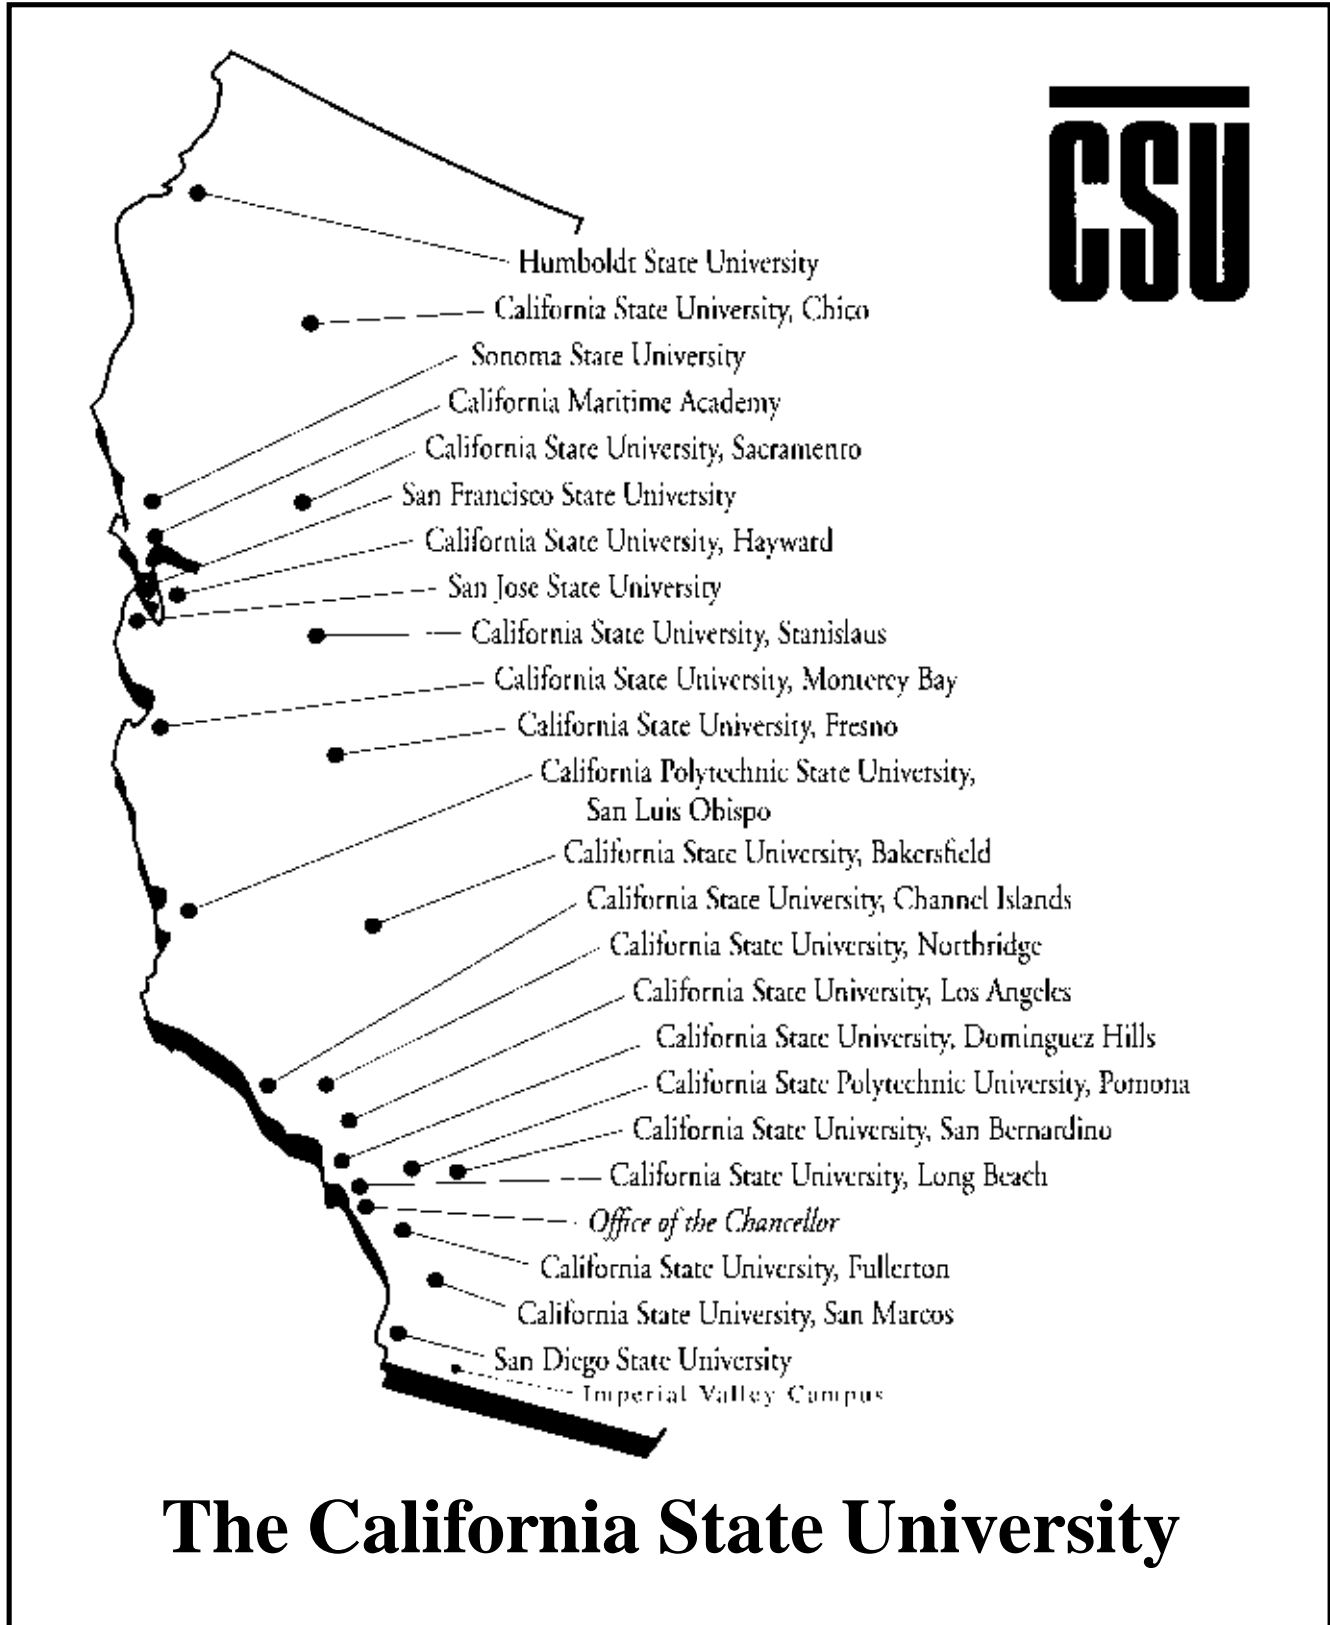 CSU
Humboldt State University
California State University, Chico
Sonoma State University
California Maritime Academy
California State University, Sacramento
San Francisco State University
California State University, Hayward
San Jose State University
California State University, Stanislaus
California State University, Monterey Bay
California State University, Fresno
California Polytechnic State University,
San Luis Obispo
California State University, Bakersfield
California State University, Channel Islands
California State University, Northridge
California State University, Los Angeles
California State University, Dominguez Hills
California State Polytechnic University, Pomona
California State University, San Bernardino
California State University, Long Beach
Office of the Chancellor
California State University, Fullerton
California State University, San Marcos
San Diego State University
Imperial Valley Campus
The California State University